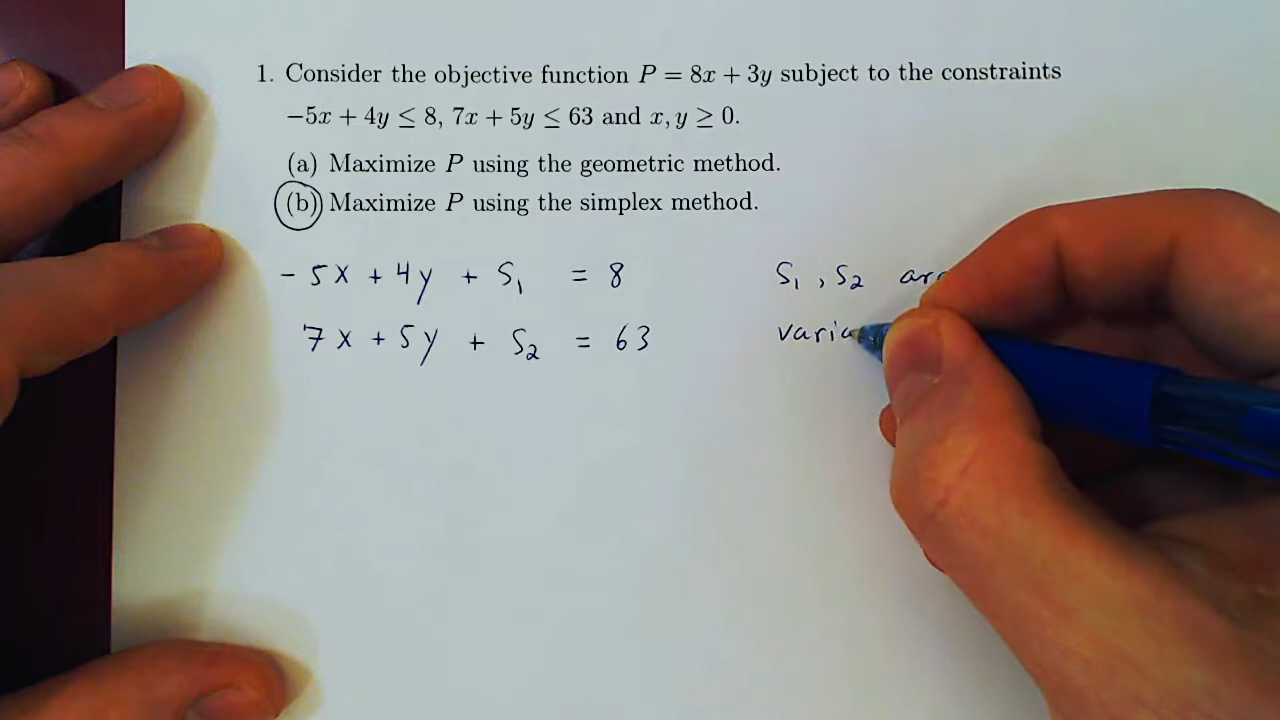 1. Consider the objective function P = 8x + 3y subject to the constraints
−5x + 4y ≤ 8, 7x + 5y ≤ 63 and x, y ≥ 0.
(a) Maximize P using the geometric method.
(b) Maximize P using the simplex method.
- 5x + 4y + S₁ = 8
S₁ , S₂
7x + 5y + S₂ = 63